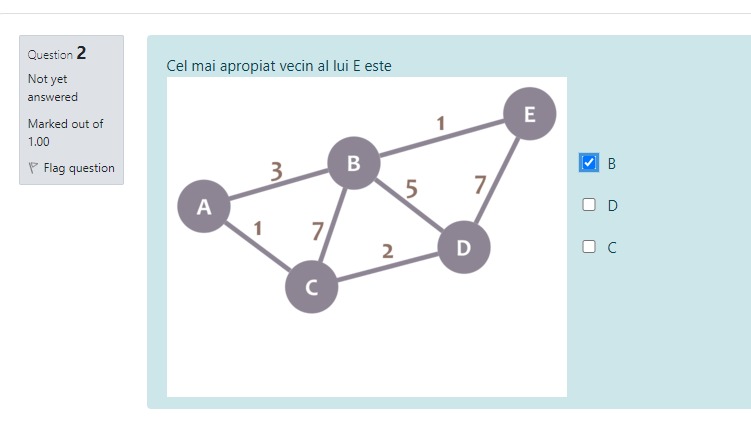 Question 2
Not yet
answered
Marked out of
1.00
Flag question
Cel mai apropiat vecin al lui E este
E
1
B
3
5
7
A
1
7
2
D
C
B
D
C